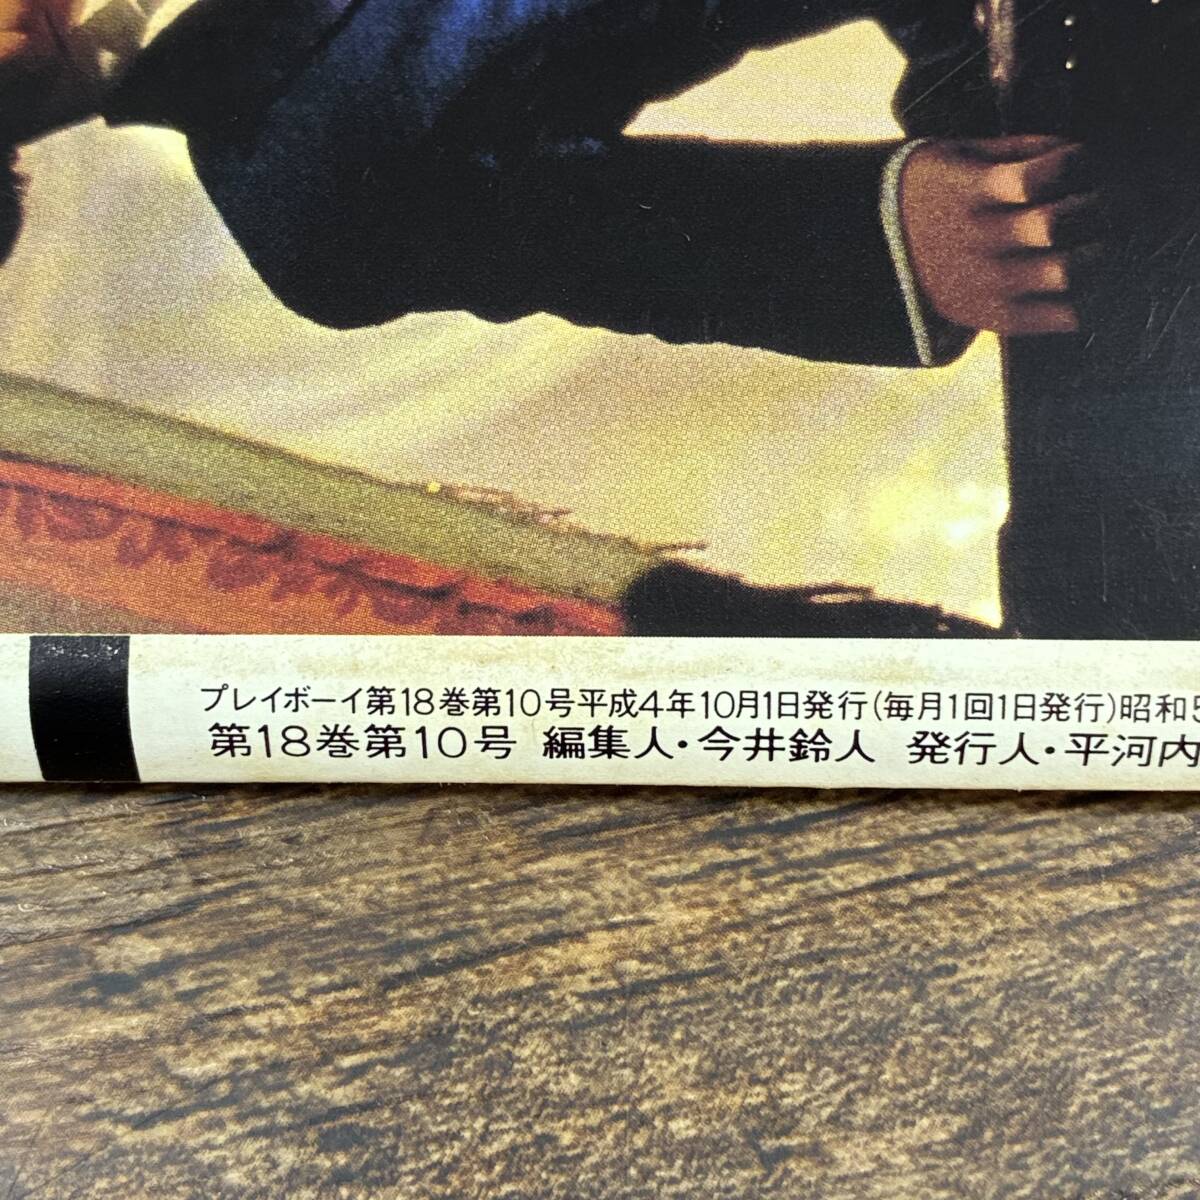 プレイボーイ第18巻第10号平成4年10月1日発行(毎月1回1日発行)昭和5
第18巻第10号 編集人・今井鈴人 発行人・平河内